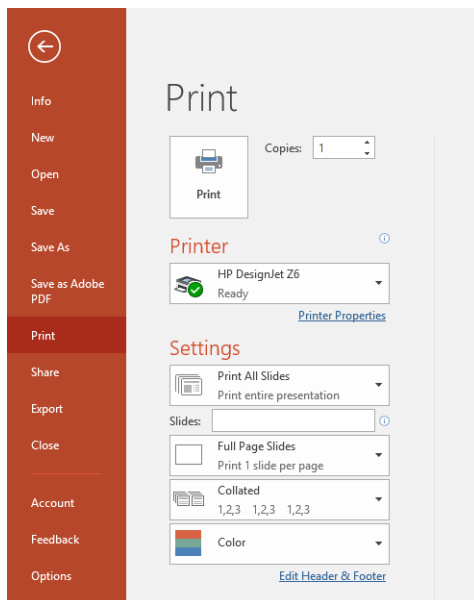 Info
New
Open
Save
Save As
Save as Adobe
PDF
Print
Share
Export
Close
Account
Feedback
Options
Print
Print
Copies: 1
Printer
HP DesignJet Z6
Ready
Printer Properties
Settings
Print All Slides
Print entire presentation
Slides:
Full Page Slides
Print 1 slide per page
Collated
1,2,3 1,2,3 1,2,3
Color
Edit Header & Footer